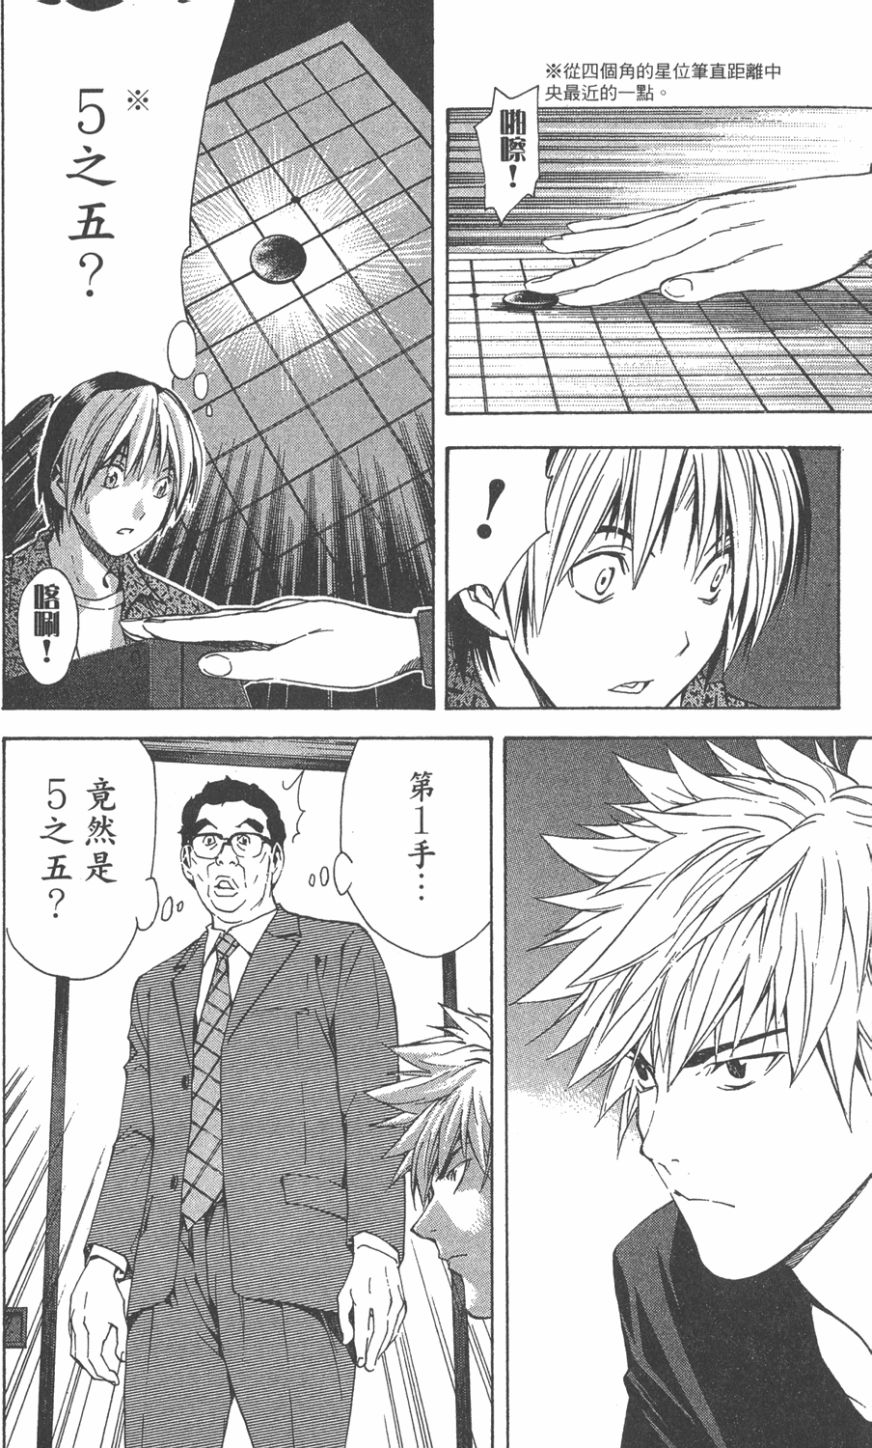 ※從四個角的星位筆直距離中
央最近的一點。
啪嚓！
！
※
５之五？
喀唰！
第１手…
竟然是
５之五？